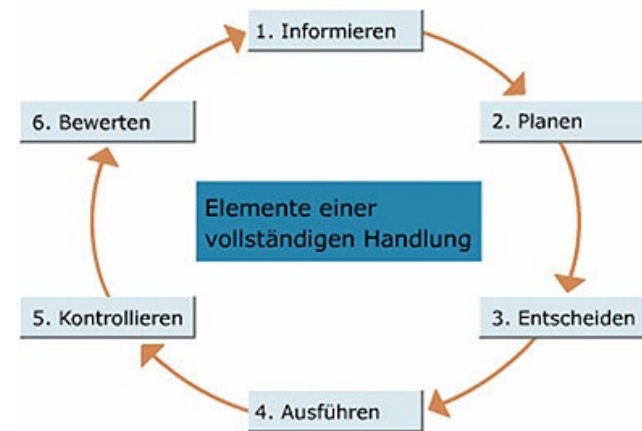 1. Informieren
2. Planen
3. Entscheiden
4. Ausführen
5. Kontrollieren
6. Bewerten
Elemente einer
vollständigen Handlung